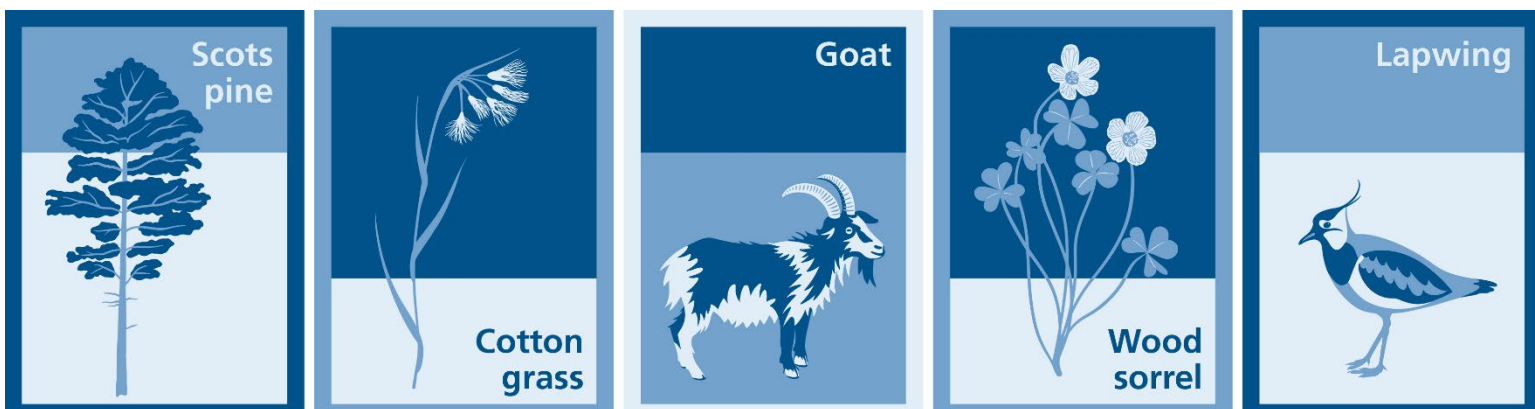 Scots
pine
Cotton
grass
Goat
Wood
sorrel
Lapwing